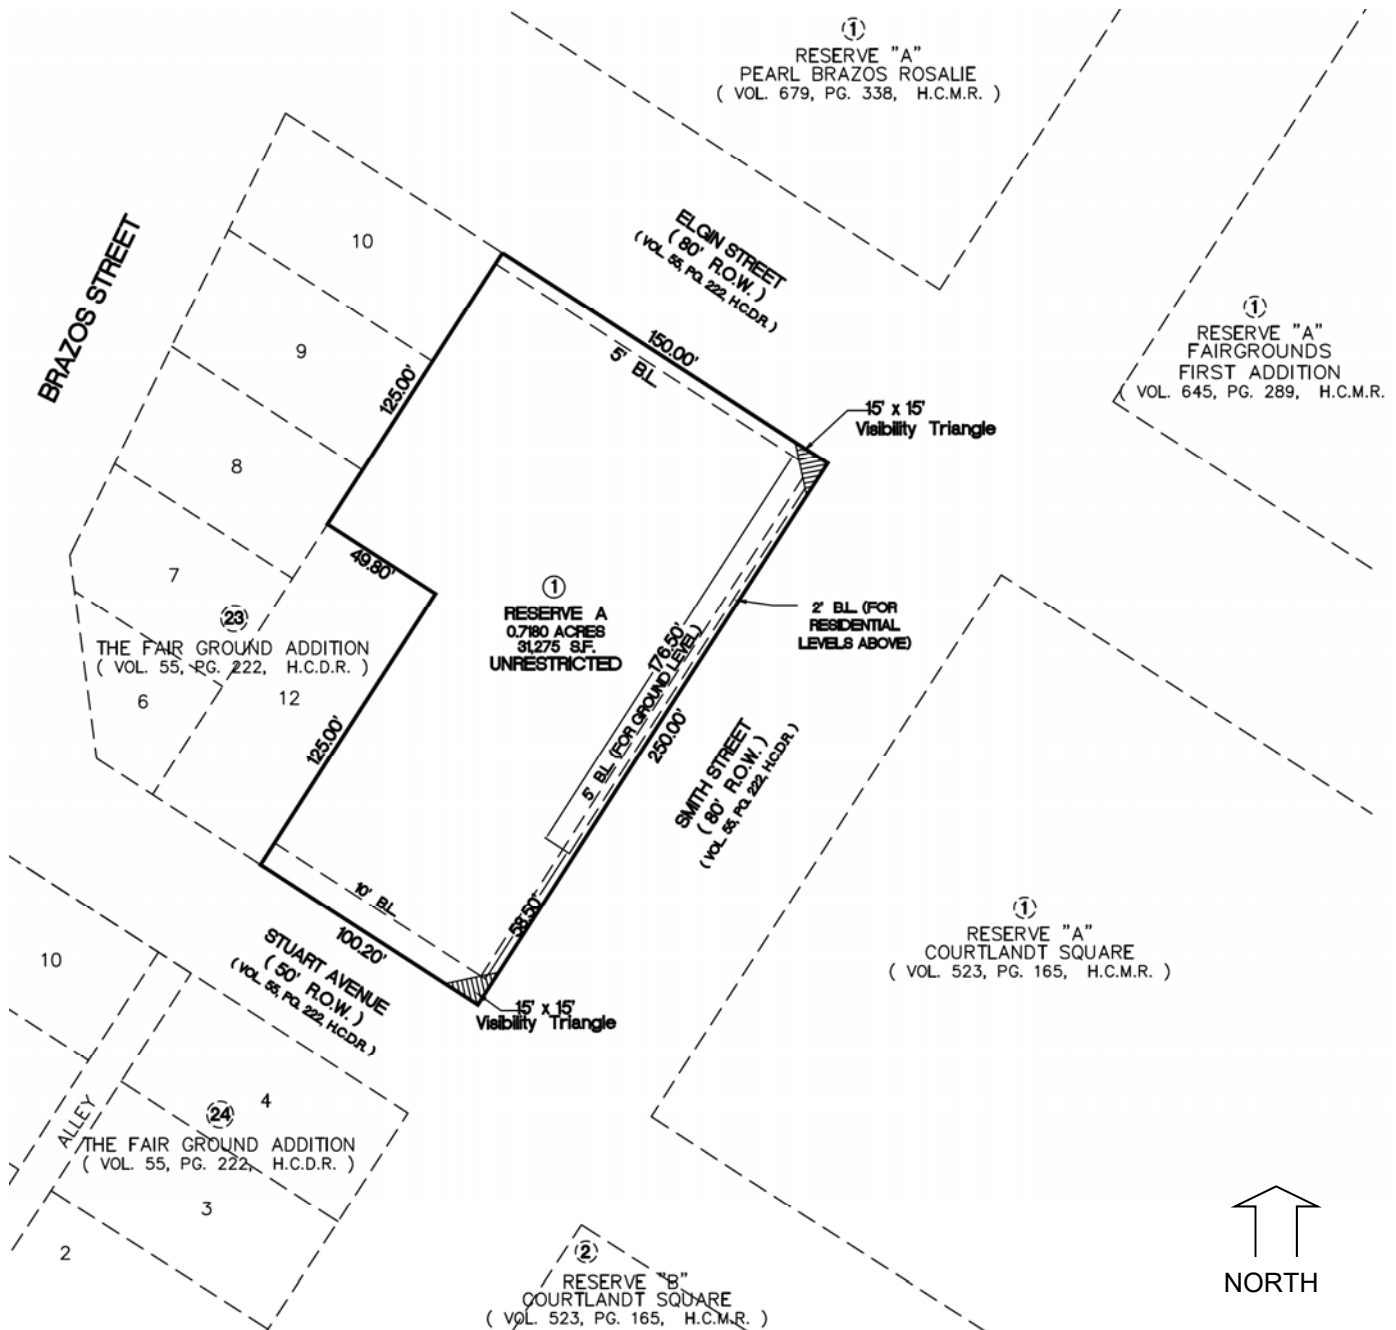 1
RESERVE "A"
PEARL BRAZOS ROSALIE
( VOL. 679, PG. 338, H.C.M.R. )
ELGIN STREET
( 80' R.O.W. )
( VOL. 55, PG. 222, H.C.D.R. )
BRAZOS STREET
10
9
8
7
6
12
23
THE FAIR GROUND ADDITION
( VOL. 55, PG. 222, H.C.D.R. )
150.00'
5' B.L.
125.00'
49.80'
125.00'
15' x 15'
Visibility Triangle
1
RESERVE "A"
FAIRGROUNDS
FIRST ADDITION
( VOL. 645, PG. 289, H.C.M.R.
1
RESERVE A
0.7180 ACRES
31,275 S.F.
UNRESTRICTED
2' B.L. (FOR
RESIDENTIAL
LEVELS ABOVE)
176.50'
5' B.L. (FOR GROUND LEVEL)
250.00'
58.50'
SMITH STREET
( 80' R.O.W. )
( VOL. 55, PG. 222, H.C.D.R. )
10' B.L.
100.20'
STUART AVENUE
( 50' R.O.W. )
( VOL. 55, PG. 222, H.C.D.R. )
15' x 15'
Visibility Triangle
1
RESERVE "A"
COURTLANDT SQUARE
( VOL. 523, PG. 165, H.C.M.R. )
10
ALLEY
4
24
THE FAIR GROUND ADDITION
( VOL. 55, PG. 222, H.C.D.R. )
3
2
2
RESERVE "B"
COURTLANDT SQUARE
( VOL. 523, PG. 165, H.C.M.R. )
NORTH